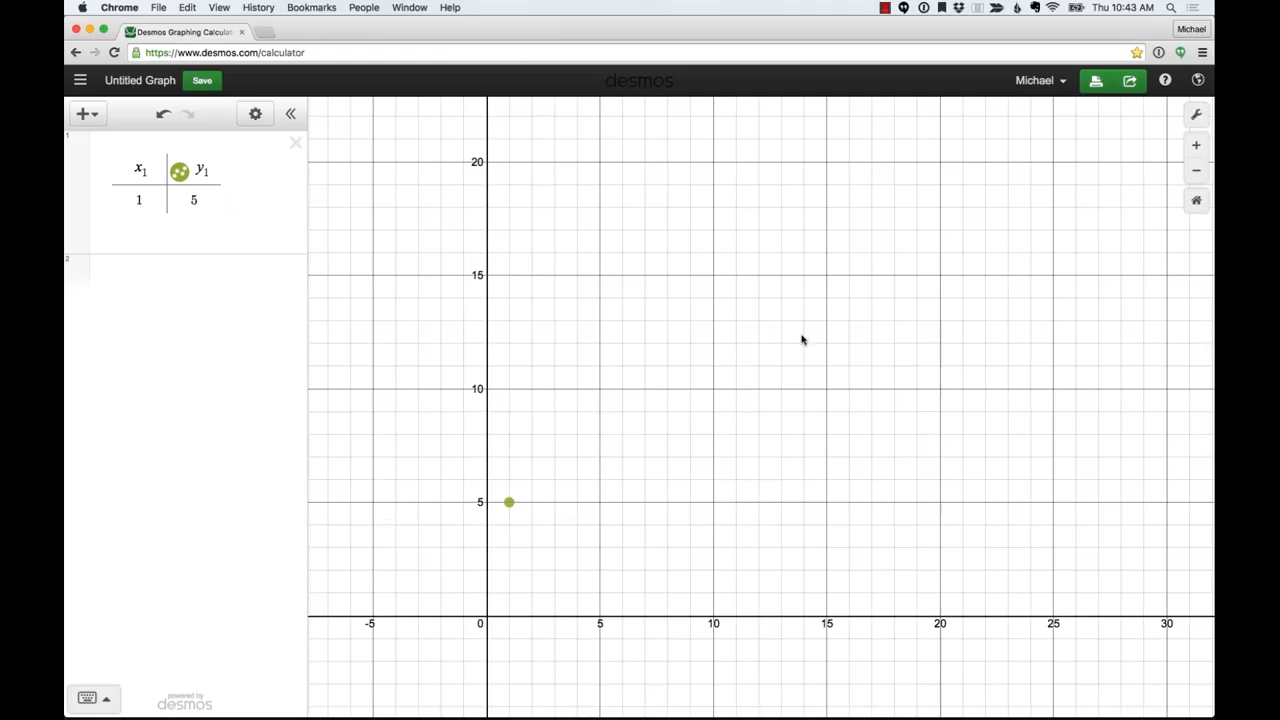 Chrome File Edit View History Bookmarks People Window Help Thu 10:43 AM
Desmos Graphing Calculat Michael
https://www.desmos.com/calculator
Untitled Graph Save desmos Michael
1
x1 y1
1 5
2
20
15
10
5
-5 0 5 10 15 20 25 30
powered by
desmos